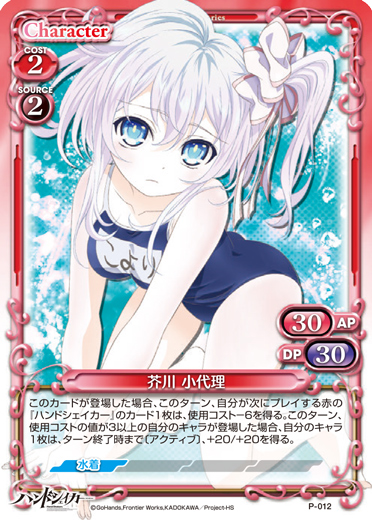 Character
COST
2
SOURCE
2
こより
30 AP
DP 30
芥川 小代理
このカードが登場した場合、このターン、自分が次にプレイする赤の
『ハンドシェイカー』のカード1枚は、使用コスト−6を得る。このターン、
使用コストの値が3以上の自分のキャラが登場した場合、自分のキャラ
1枚は、ターン終了時まで〔アクティブ〕、+20/+20を得る。
水着
ハンドシェイカー
©GoHands,Frontier Works,KADOKAWA／Project-HS
P-012